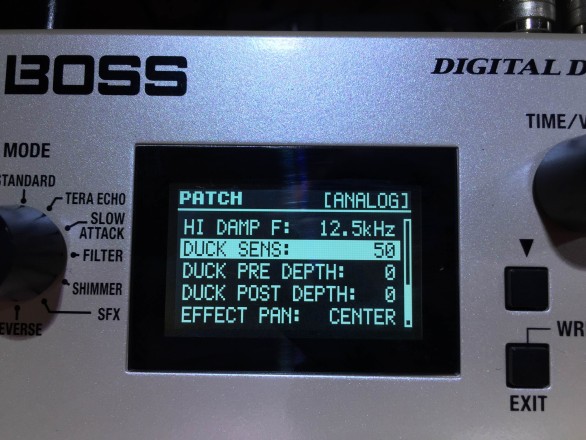 BOSS
DIGITAL D
TIME/V
MODE
STANDARD
TERA ECHO
SLOW
ATTACK
FILTER
SHIMMER
SFX
EVERSE
PATCH [ANALOG]
HI DAMP F: 12.5kHz
DUCK SENS: 50
DUCK PRE DEPTH: 0
DUCK POST DEPTH: 0
EFFECT PAN: CENTER
WR
EXIT